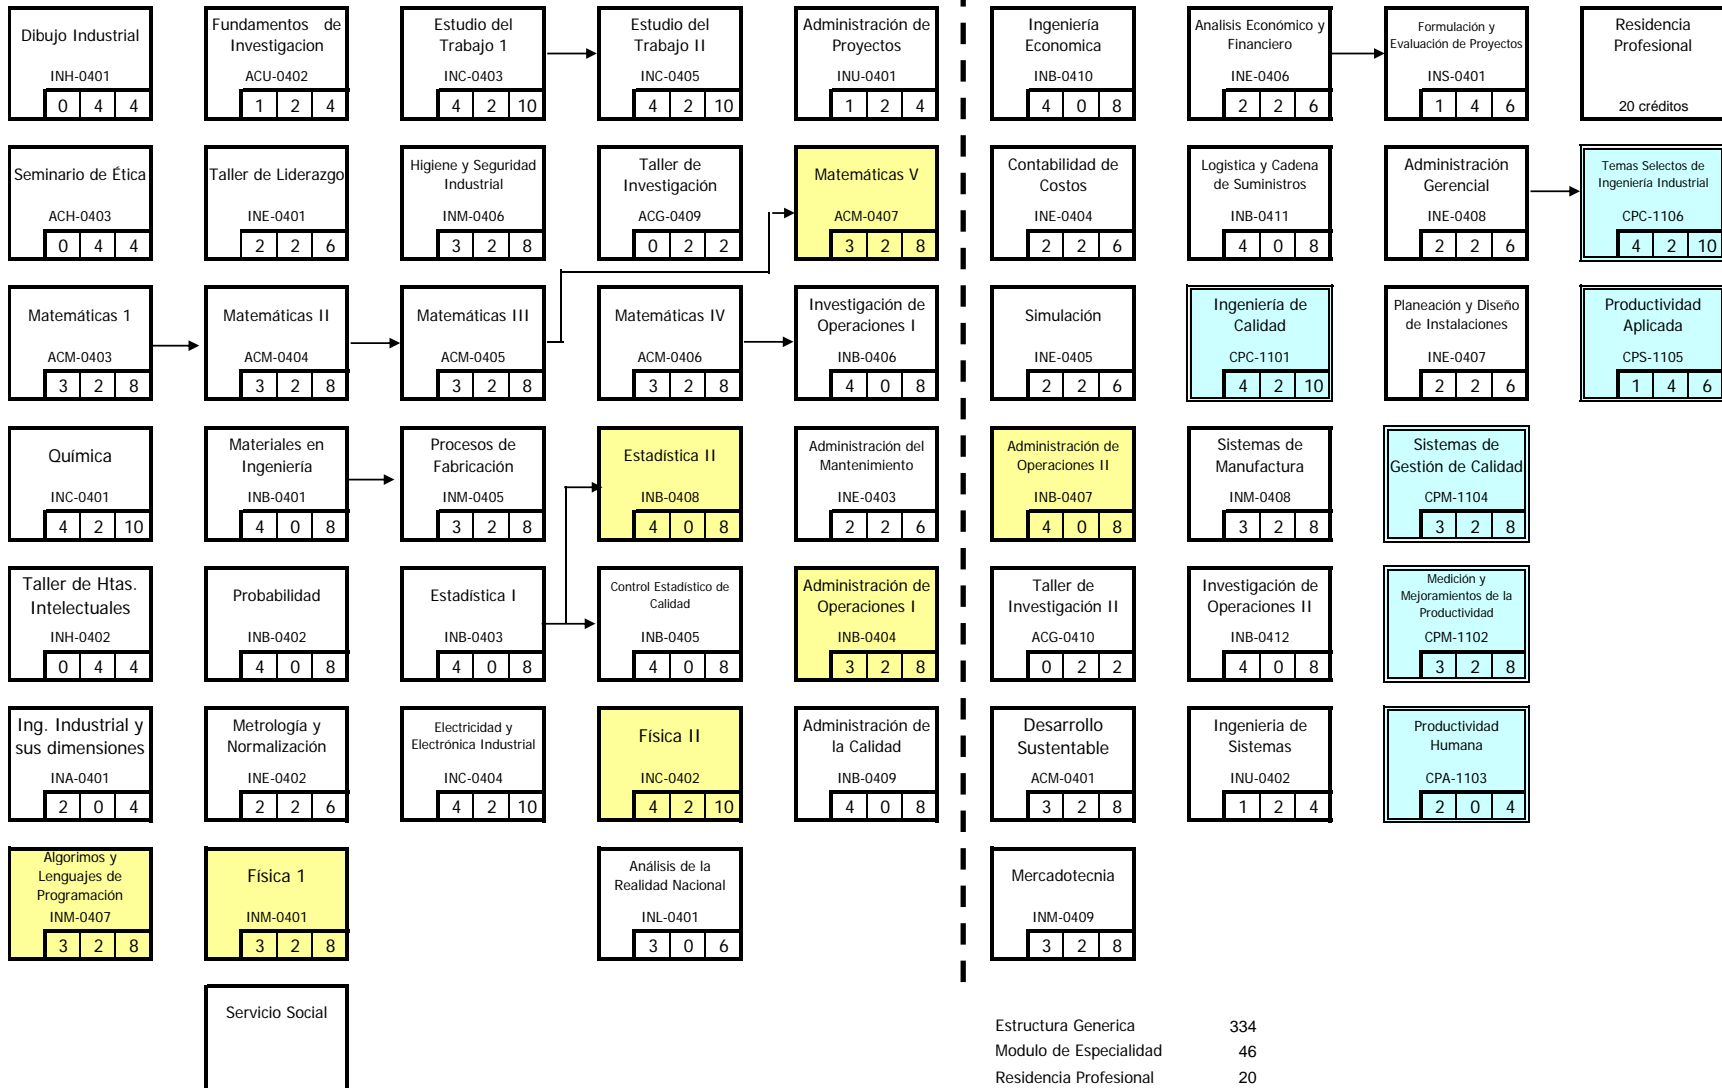 Dibujo Industrial
INH-0401
0 4 4
Fundamentos de
Investigacion
ACU-0402
1 2 4
Estudio del
Trabajo 1
INC-0403
4 2 10
Estudio del
Trabajo II
INC-0405
4 2 10
Administración de
Proyectos
INU-0401
1 2 4
Ingeniería
Economica
INB-0410
4 0 8
Analisis Económico y
Financiero
INE-0406
2 2 6
Formulación y
Evaluación de Proyectos
INS-0401
1 4 6
Residencia
Profesional
20 créditos
Seminario de Ética
ACH-0403
0 4 4
Taller de Liderazgo
INE-0401
2 2 6
Higiene y Seguridad
Industrial
INM-0406
3 2 8
Taller de
Investigación
ACG-0409
0 2 2
Matemáticas V
ACM-0407
3 2 8
Contabilidad de
Costos
INE-0404
2 2 6
Logistica y Cadena
de Suministros
INB-0411
4 0 8
Administración
Gerencial
INE-0408
2 2 6
Temas Selectos de
Ingeniería Industrial
CPC-1106
4 2 10
Matemáticas 1
ACM-0403
3 2 8
Matemáticas II
ACM-0404
3 2 8
Matemáticas III
ACM-0405
3 2 8
Matemáticas IV
ACM-0406
3 2 8
Investigación de
Operaciones I
INB-0406
4 0 8
Simulación
INE-0405
2 2 6
Ingeniería de
Calidad
CPC-1101
4 2 10
Planeación y Diseño
de Instalaciones
INE-0407
2 2 6
Productividad
Aplicada
CPS-1105
1 4 6
Química
INC-0401
4 2 10
Materiales en
Ingeniería
INB-0401
4 0 8
Procesos de
Fabricación
INM-0405
3 2 8
Estadística II
INB-0408
4 0 8
Administración del
Mantenimiento
INE-0403
2 2 6
Administración de
Operaciones II
INB-0407
4 0 8
Sistemas de
Manufactura
INM-0408
3 2 8
Sistemas de
Gestión de Calidad
CPM-1104
3 2 8
Taller de Htas.
Intelectuales
INH-0402
0 4 4
Probabilidad
INB-0402
4 0 8
Estadística I
INB-0403
4 0 8
Control Estadístico de
Calidad
INB-0405
4 0 8
Administración de
Operaciones I
INB-0404
3 2 8
Taller de
Investigación II
ACG-0410
0 2 2
Investigación de
Operaciones II
INB-0412
4 0 8
Medición y
Mejoramientos de la
Productividad
CPM-1102
3 2 8
Ing. Industrial y
sus dimensiones
INA-0401
2 0 4
Metrología y
Normalización
INE-0402
2 2 6
Electricidad y
Electrónica Industrial
INC-0404
4 2 10
Física II
INC-0402
4 2 10
Administración de
la Calidad
INB-0409
4 0 8
Desarrollo
Sustentable
ACM-0401
3 2 8
Ingenieria de
Sistemas
INU-0402
1 2 4
Productividad
Humana
CPA-1103
2 0 4
Algorimos y
Lenguajes de
Programación
INM-0407
3 2 8
Física 1
INM-0401
3 2 8
Análisis de la
Realidad Nacional
INL-0401
3 0 6
Mercadotecnia
INM-0409
3 2 8
Servicio Social
Estructura Generica 334
Modulo de Especialidad 46
Residencia Profesional 20